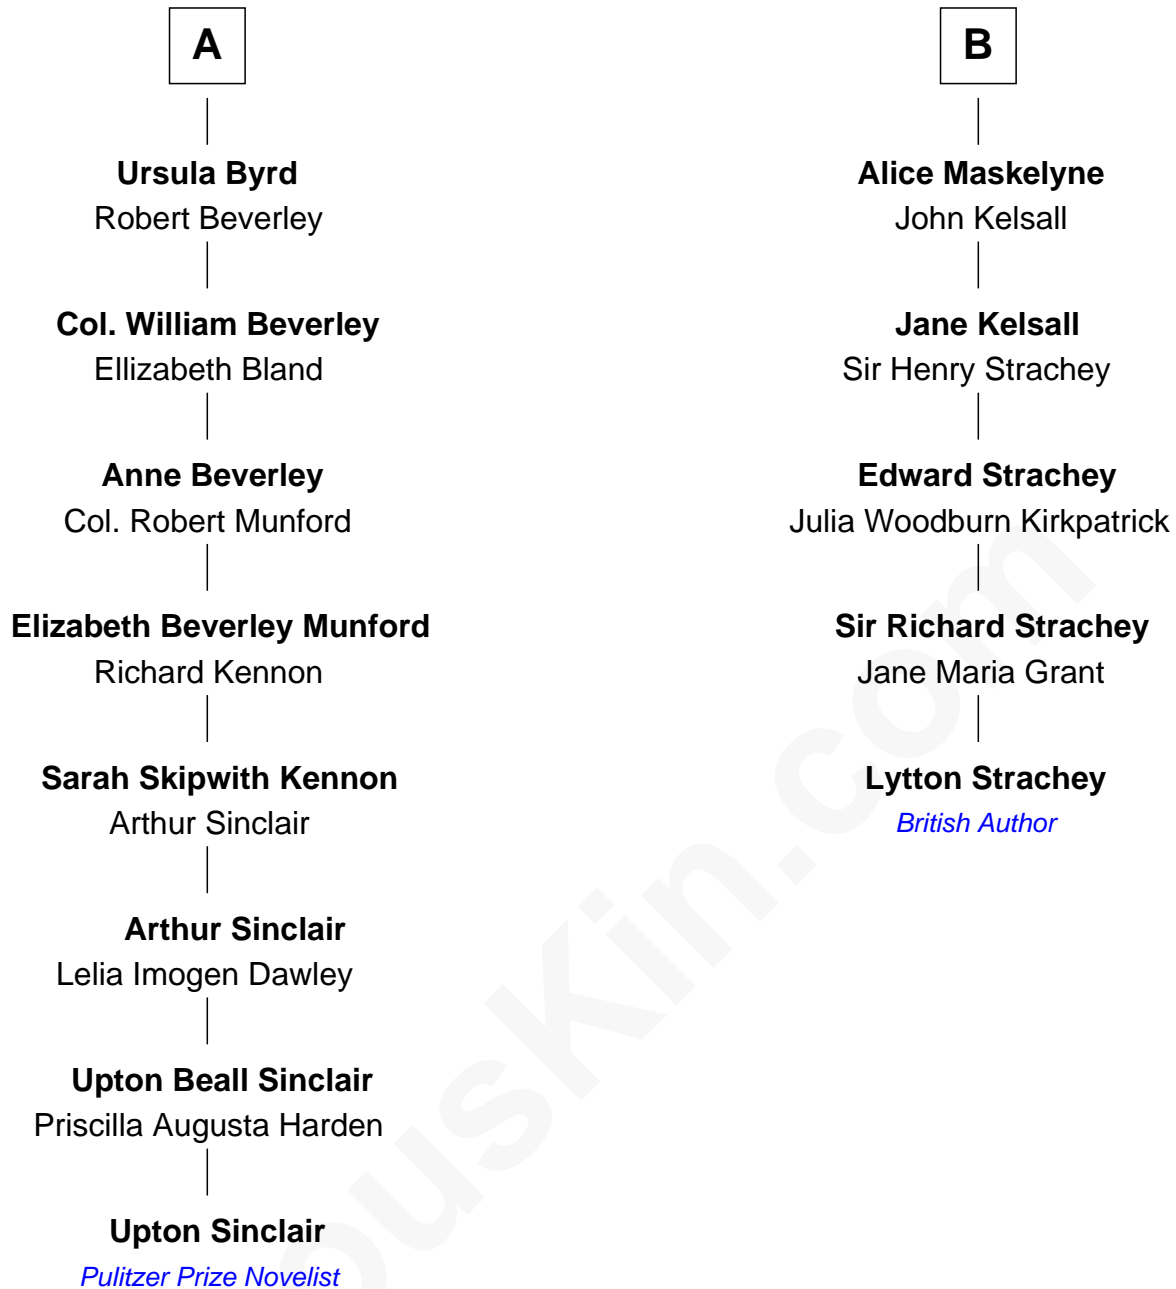 A
Ursula Byrd
Robert Beverley
Col. William Beverley
Ellizabeth Bland
Anne Beverley
Col. Robert Munford
Elizabeth Beverley Munford
Richard Kennon
Sarah Skipwith Kennon
Arthur Sinclair
Arthur Sinclair
Lelia Imogen Dawley
Upton Beall Sinclair
Priscilla Augusta Harden
Upton Sinclair
Pulitzer Prize Novelist
B
Alice Maskelyne
John Kelsall
Jane Kelsall
Sir Henry Strachey
Edward Strachey
Julia Woodburn Kirkpatrick
Sir Richard Strachey
Jane Maria Grant
Lytton Strachey
British Author
ousKin.com